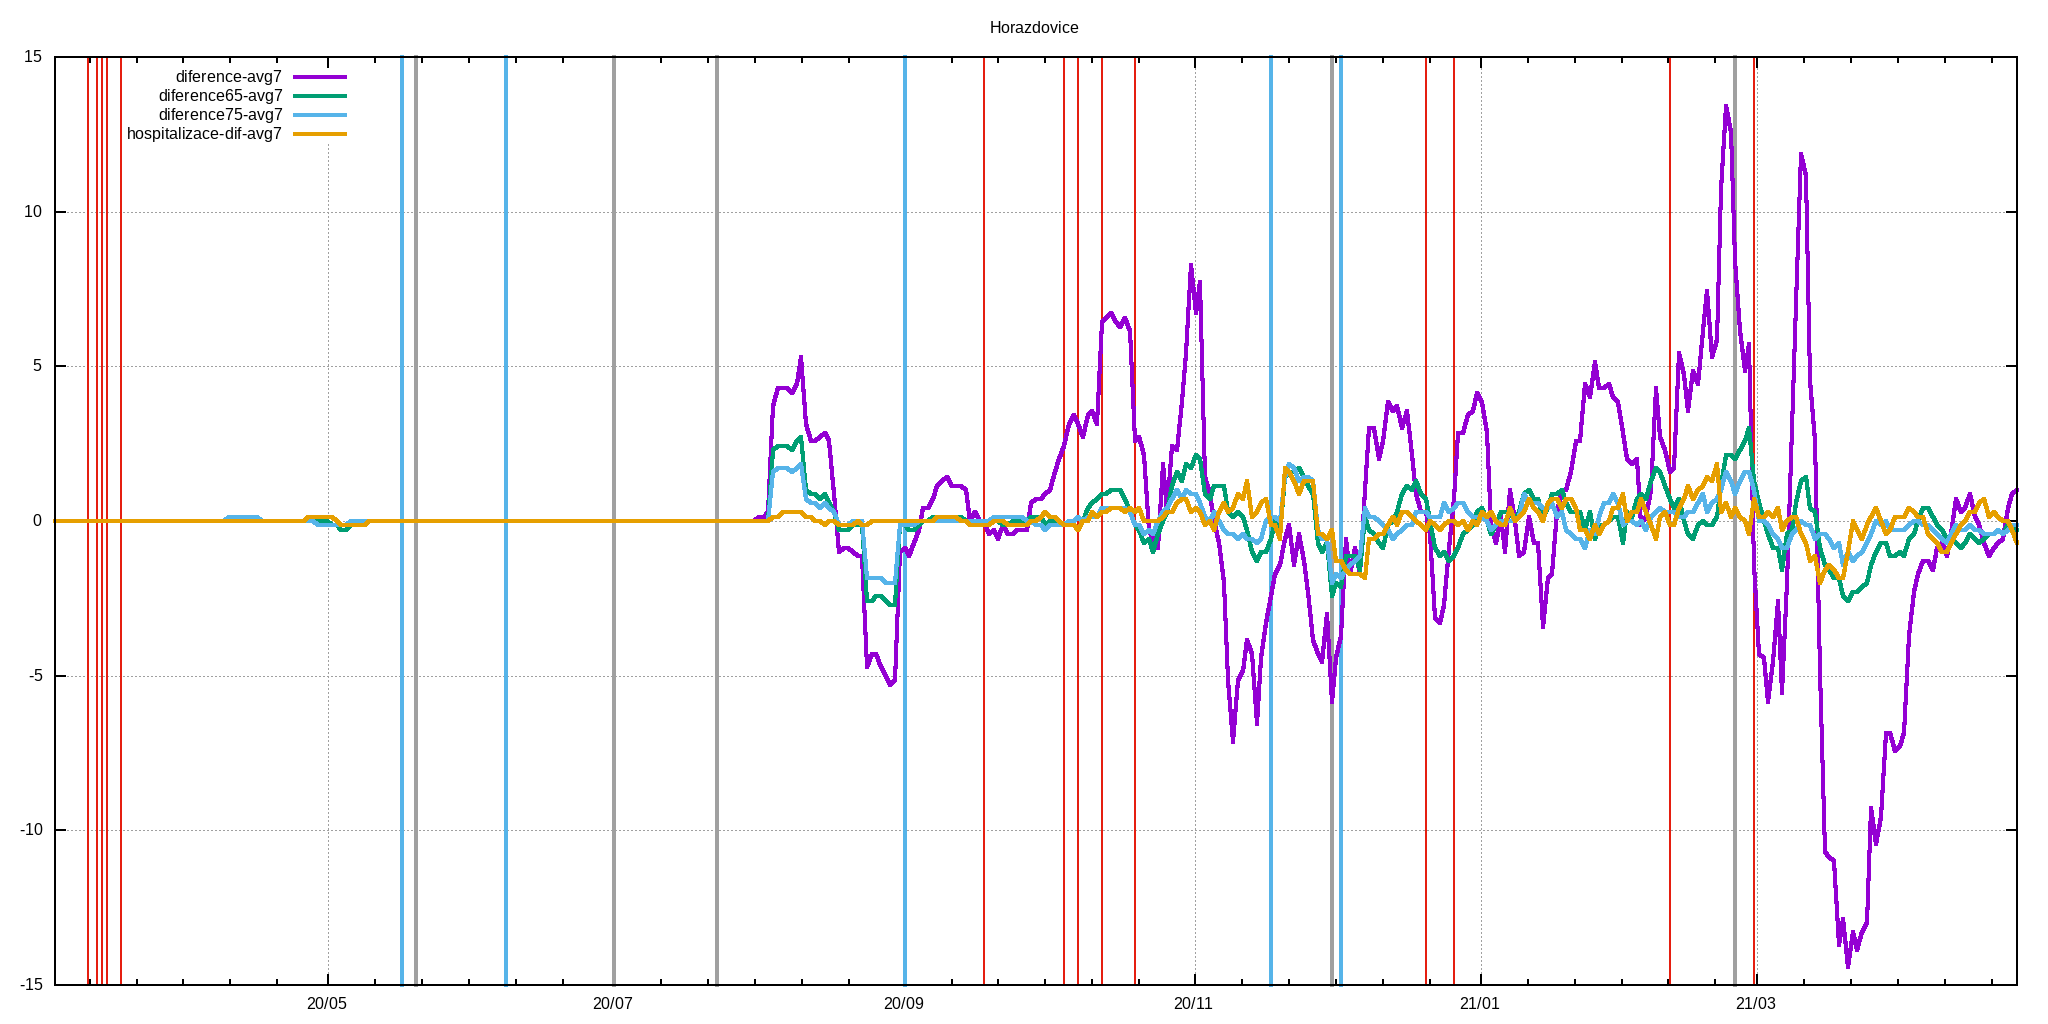 Horazdovice
15
10
5
0
-5
-10
-15
diference-avg7
diference65-avg7
diference75-avg7
hospitalizace-dif-avg7
20/05 20/07 20/09 20/11 21/01 21/03